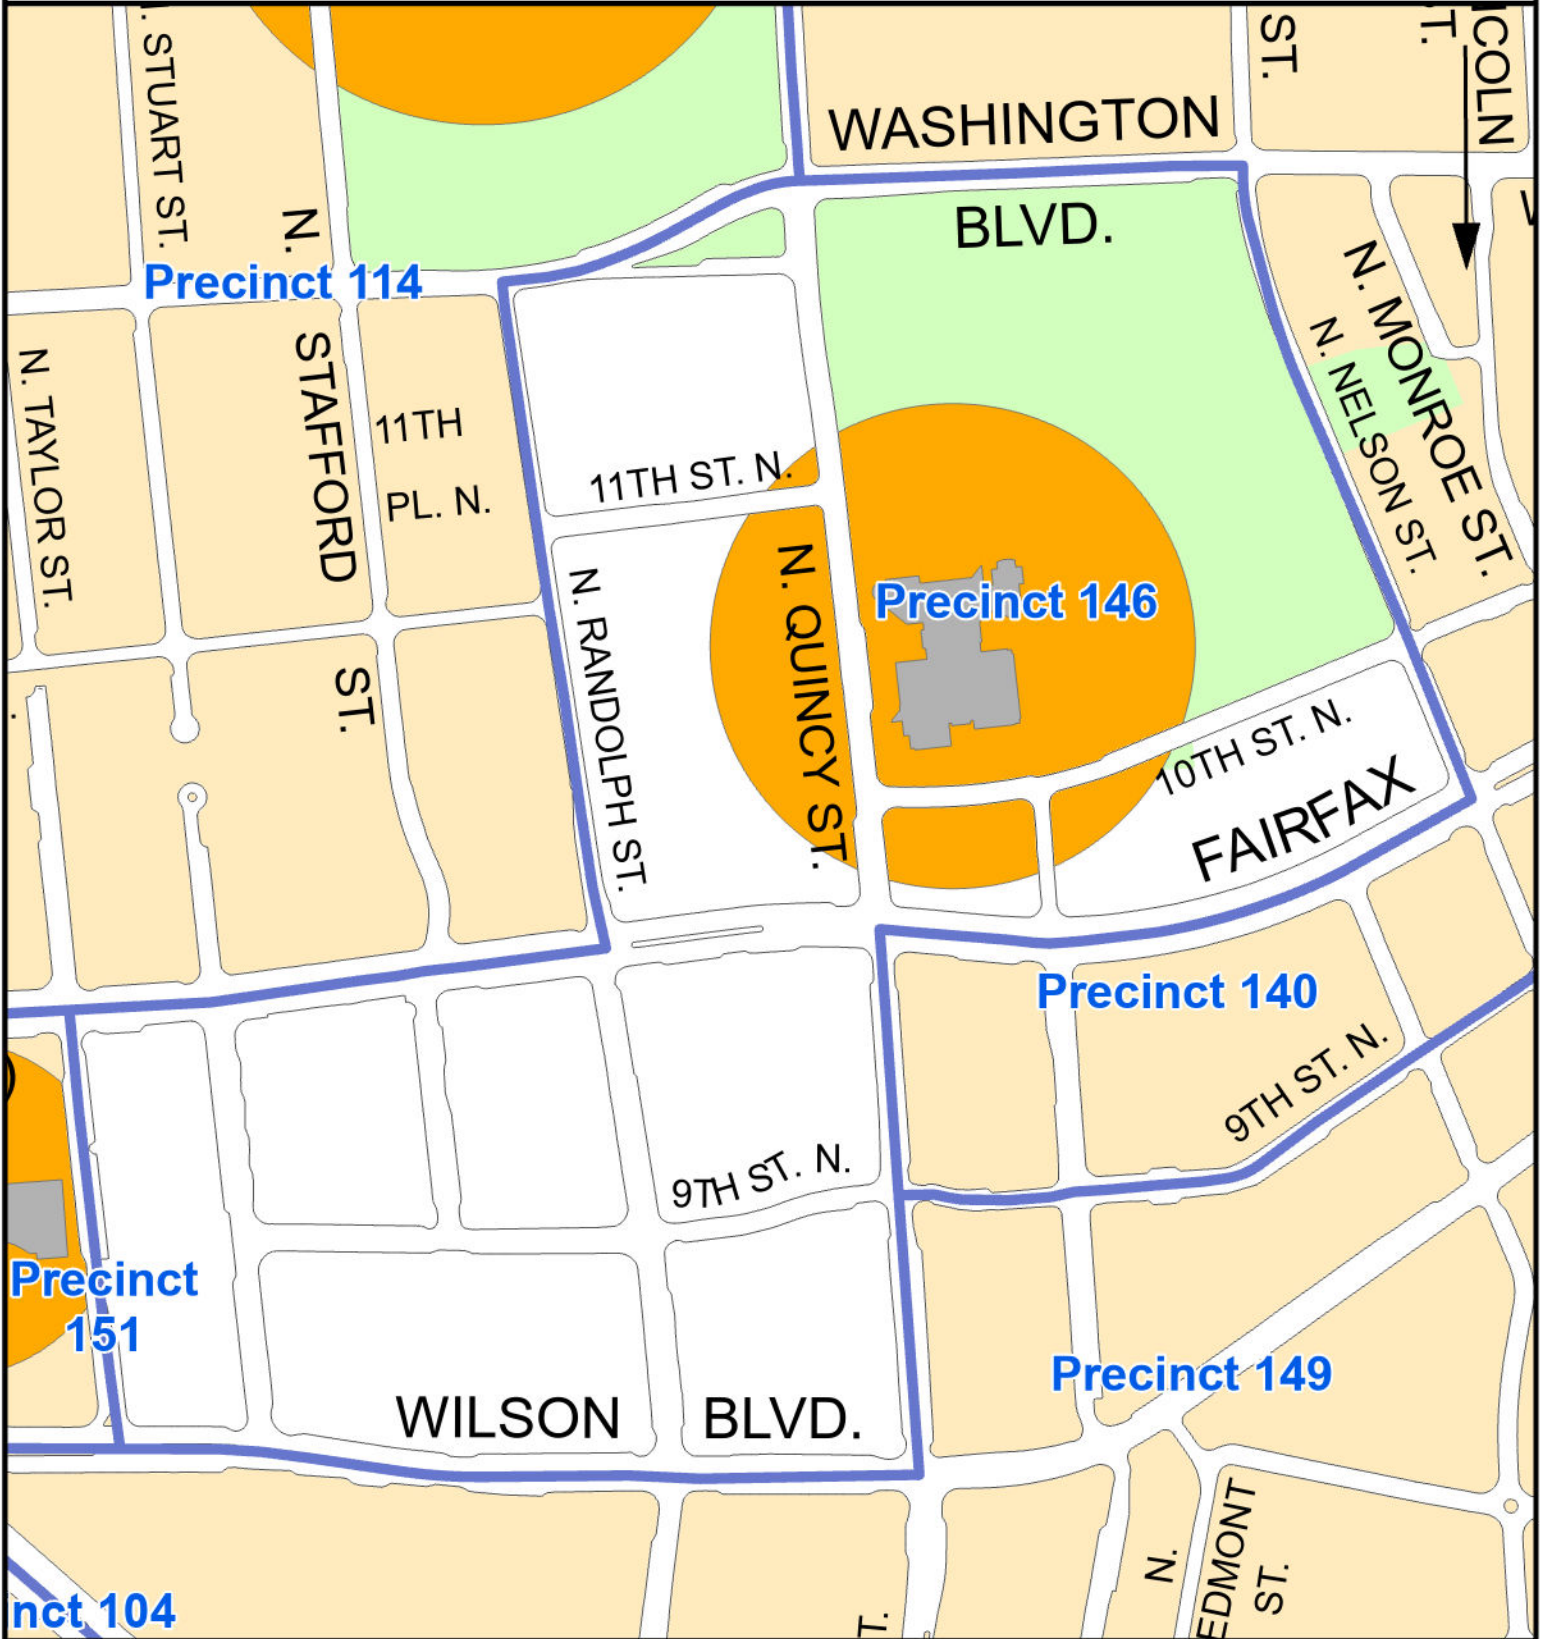 N. STUART ST.
ST.
ST.
COLN
WASHINGTON
BLVD.
N.
STAFFORD
ST.
Precinct 114
N. TAYLOR ST.
11TH
PL. N.
11TH ST. N.
N. MONROE ST.
N. NELSON ST.
N. RANDOLPH ST.
N. QUINCY ST.
Precinct 146
10TH ST. N.
FAIRFAX
Precinct 140
9TH ST. N.
9TH ST. N.
Precinct
151
Precinct 149
WILSON
BLVD.
N.
EDMONT
ST.
nct 104
T.